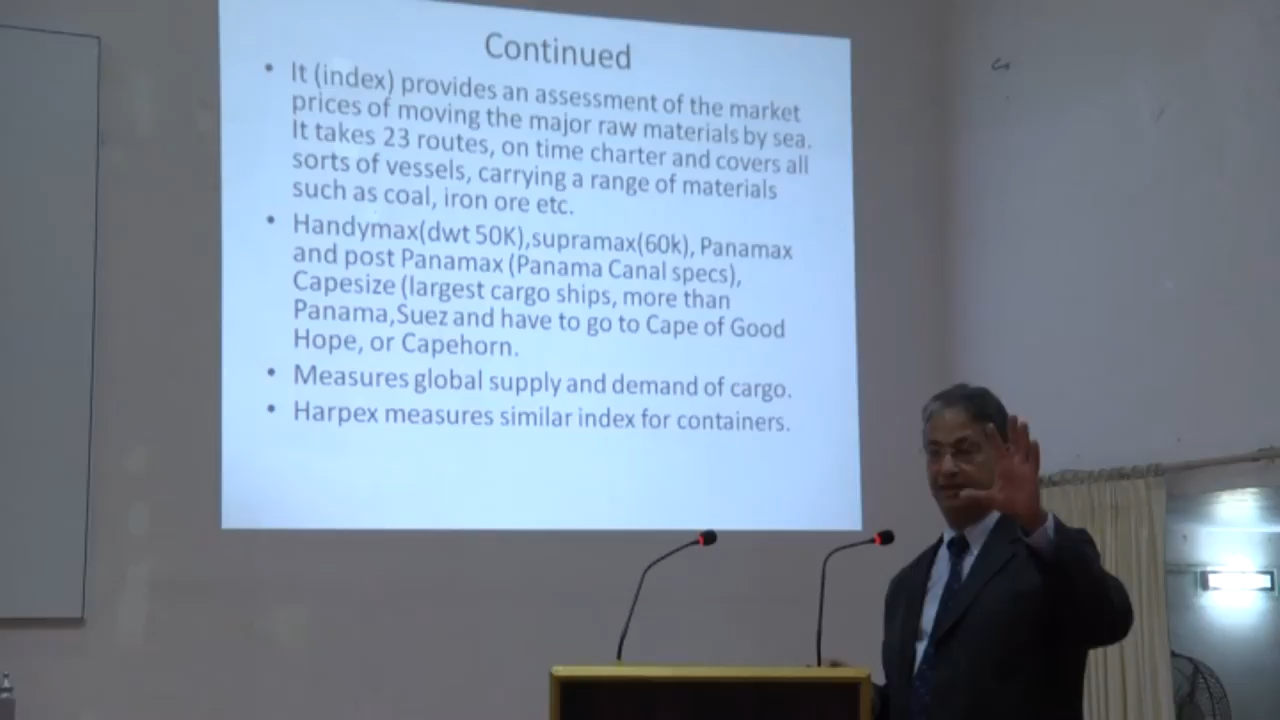 Continued
• It (index) provides an assessment of the market
prices of moving the major raw materials by sea.
It takes 23 routes, on time charter and covers all
sorts of vessels, carrying a range of materials
such as coal, iron ore etc.
• Handymax(dwt 50K),supramax(60k), Panamax
and post Panamax (Panama Canal specs),
Capesize (largest cargo ships, more than
Panama,Suez and have to go to Cape of Good
Hope, or Capehorn.
• Measures global supply and demand of cargo.
• Harpex measures similar index for containers.